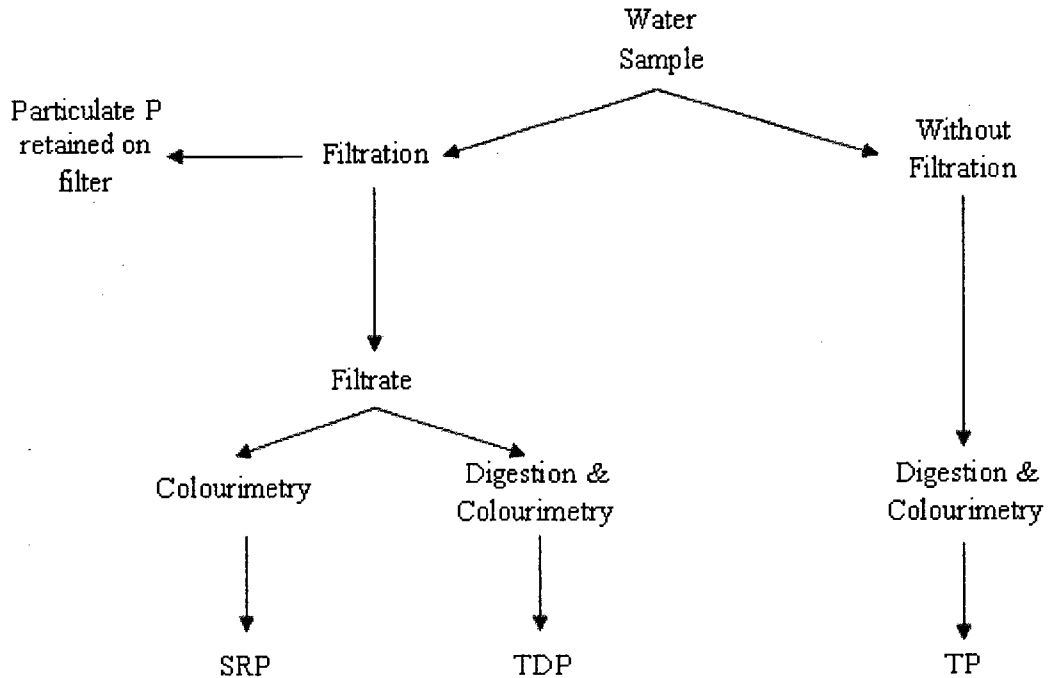 Water
Sample
Particulate P
retained on
filter
Filtration
Without
Filtration
Filtrate
Colourimetry
Digestion &
Colourimetry
Digestion &
Colourimetry
SRP
TDP
TP